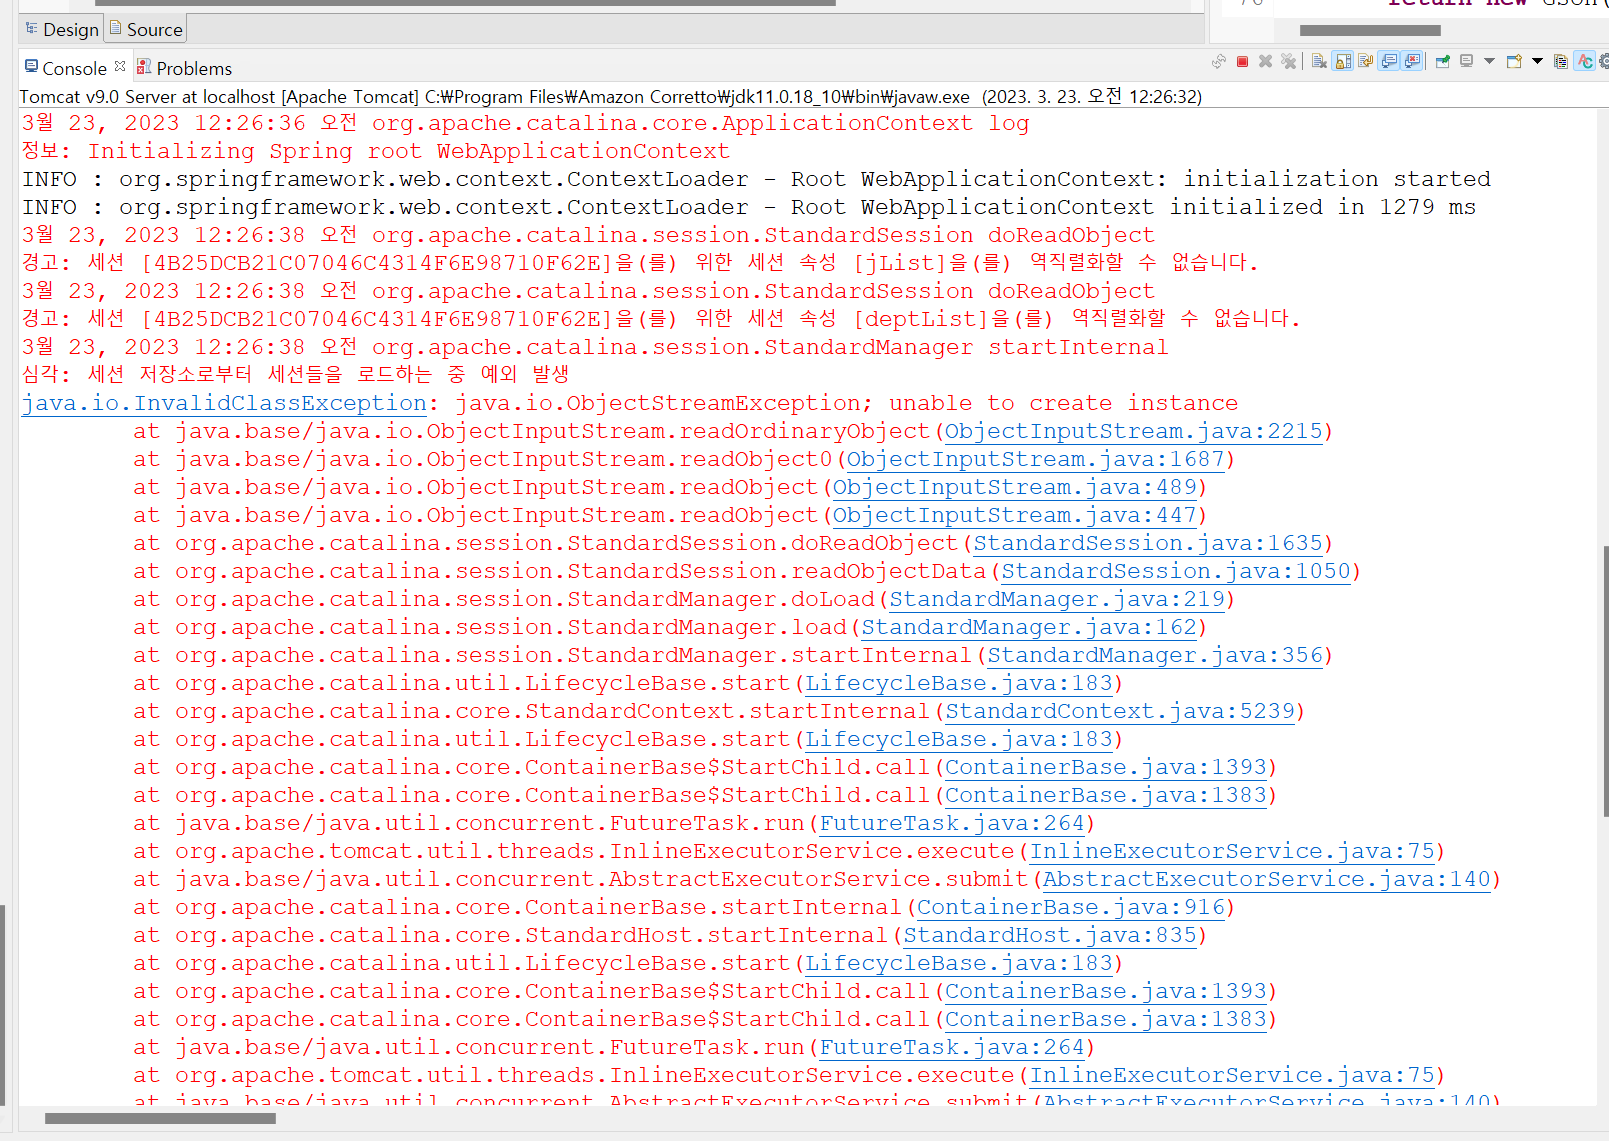 return new Gson(
Design Source
Console Problems
Tomcat v9.0 Server at localhost [Apache Tomcat] C:₩Program Files₩Amazon Corretto₩jdk11.0.18_10₩bin₩javaw.exe (2023. 3. 23. 오전 12:26:32)
3월 23, 2023 12:26:36 오전 org.apache.catalina.core.ApplicationContext log
정보: Initializing Spring root WebApplicationContext
INFO : org.springframework.web.context.ContextLoader - Root WebApplicationContext: initialization started
INFO : org.springframework.web.context.ContextLoader - Root WebApplicationContext initialized in 1279 ms
3월 23, 2023 12:26:38 오전 org.apache.catalina.session.StandardSession doReadObject
경고: 세션 [4B25DCB21C07046C4314F6E98710F62E]을(를) 위한 세션 속성 [jList]을(를) 역직렬화할 수 없습니다.
3월 23, 2023 12:26:38 오전 org.apache.catalina.session.StandardSession doReadObject
경고: 세션 [4B25DCB21C07046C4314F6E98710F62E]을(를) 위한 세션 속성 [deptList]을(를) 역직렬화할 수 없습니다.
3월 23, 2023 12:26:38 오전 org.apache.catalina.session.StandardManager startInternal
심각: 세션 저장소로부터 세션들을 로드하는 중 예외 발생
java.io.InvalidClassException: java.io.ObjectStreamException; unable to create instance
at java.base/java.io.ObjectInputStream.readOrdinaryObject(ObjectInputStream.java:2215)
at java.base/java.io.ObjectInputStream.readObject0(ObjectInputStream.java:1687)
at java.base/java.io.ObjectInputStream.readObject(ObjectInputStream.java:489)
at java.base/java.io.ObjectInputStream.readObject(ObjectInputStream.java:447)
at org.apache.catalina.session.StandardSession.doReadObject(StandardSession.java:1635)
at org.apache.catalina.session.StandardSession.readObjectData(StandardSession.java:1050)
at org.apache.catalina.session.StandardManager.doLoad(StandardManager.java:219)
at org.apache.catalina.session.StandardManager.load(StandardManager.java:162)
at org.apache.catalina.session.StandardManager.startInternal(StandardManager.java:356)
at org.apache.catalina.util.LifecycleBase.start(LifecycleBase.java:183)
at org.apache.catalina.core.StandardContext.startInternal(StandardContext.java:5239)
at org.apache.catalina.util.LifecycleBase.start(LifecycleBase.java:183)
at org.apache.catalina.core.ContainerBase$StartChild.call(ContainerBase.java:1393)
at org.apache.catalina.core.ContainerBase$StartChild.call(ContainerBase.java:1383)
at java.base/java.util.concurrent.FutureTask.run(FutureTask.java:264)
at org.apache.tomcat.util.threads.InlineExecutorService.execute(InlineExecutorService.java:75)
at java.base/java.util.concurrent.AbstractExecutorService.submit(AbstractExecutorService.java:140)
at org.apache.catalina.core.ContainerBase.startInternal(ContainerBase.java:916)
at org.apache.catalina.core.StandardHost.startInternal(StandardHost.java:835)
at org.apache.catalina.util.LifecycleBase.start(LifecycleBase.java:183)
at org.apache.catalina.core.ContainerBase$StartChild.call(ContainerBase.java:1393)
at org.apache.catalina.core.ContainerBase$StartChild.call(ContainerBase.java:1383)
at java.base/java.util.concurrent.FutureTask.run(FutureTask.java:264)
at org.apache.tomcat.util.threads.InlineExecutorService.execute(InlineExecutorService.java:75)
at java.base/java.util.concurrent.AbstractExecutorService.submit(AbstractExecutorService.java:140)